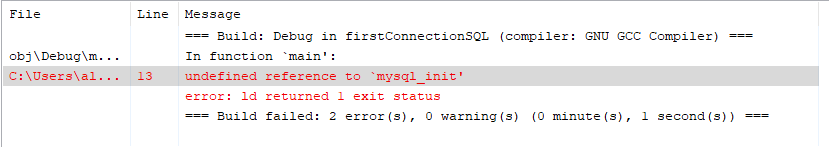 File Line Message
=== Build: Debug in firstConnectionSQL (compiler: GNU GCC Compiler) ===
obj\Debug\m... In function `main':
C:\Users\al... 13 undefined reference to `mysql_init'
error: ld returned 1 exit status
=== Build failed: 2 error(s), 0 warning(s) (0 minute(s), 1 second(s)) ===